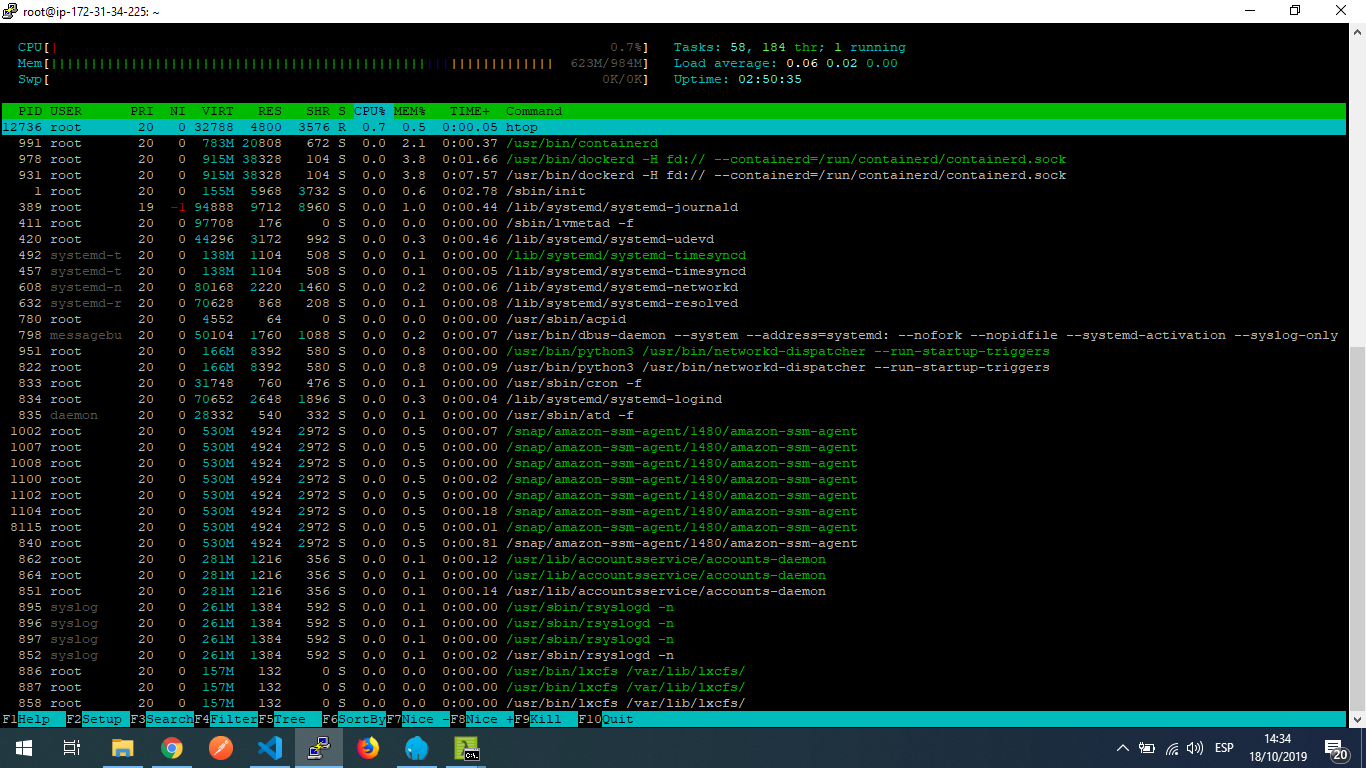 root@ip-172-31-34-225: ~
CPU[| 0.7%] Tasks: 58, 184 thr; 1 running
Mem[|||||||||||||||||||||||||||||||||||||||||||||||||||||||||||||||| 623M/984M] Load average: 0.06 0.02 0.00
Swp[ 0K/0K] Uptime: 02:50:35
PID USER PRI NI VIRT RES SHR S CPU% MEM% TIME+ Command
12736 root 20 0 32788 4800 3576 R 0.7 0.5 0:00.05 htop
991 root 20 0 783M 20808 672 S 0.0 2.1 0:00.37 /usr/bin/containerd
978 root 20 0 915M 38328 104 S 0.0 3.8 0:01.66 /usr/bin/dockerd -H fd:// --containerd=/run/containerd/containerd.sock
931 root 20 0 915M 38328 104 S 0.0 3.8 0:07.57 /usr/bin/dockerd -H fd:// --containerd=/run/containerd/containerd.sock
1 root 20 0 155M 5968 3732 S 0.0 0.6 0:02.78 /sbin/init
389 root 19 -1 94888 9712 8960 S 0.0 1.0 0:00.44 /lib/systemd/systemd-journald
411 root 20 0 97708 176 0 S 0.0 0.0 0:00.00 /sbin/lvmetad -f
420 root 20 0 44296 3172 992 S 0.0 0.3 0:00.46 /lib/systemd/systemd-udevd
492 systemd-t 20 0 138M 1104 508 S 0.0 0.1 0:00.00 /lib/systemd/systemd-timesyncd
457 systemd-t 20 0 138M 1104 508 S 0.0 0.1 0:00.05 /lib/systemd/systemd-timesyncd
608 systemd-n 20 0 80168 2220 1460 S 0.0 0.2 0:00.06 /lib/systemd/systemd-networkd
632 systemd-r 20 0 70628 868 208 S 0.0 0.1 0:00.08 /lib/systemd/systemd-resolved
780 root 20 0 4552 64 0 S 0.0 0.0 0:00.00 /usr/sbin/acpid
798 messagebu 20 0 50104 1760 1088 S 0.0 0.2 0:00.07 /usr/bin/dbus-daemon --system --address=systemd: --nofork --nopidfile --systemd-activation --syslog-only
951 root 20 0 166M 8392 580 S 0.0 0.8 0:00.00 /usr/bin/python3 /usr/bin/networkd-dispatcher --run-startup-triggers
822 root 20 0 166M 8392 580 S 0.0 0.8 0:00.09 /usr/bin/python3 /usr/bin/networkd-dispatcher --run-startup-triggers
833 root 20 0 31748 760 476 S 0.0 0.1 0:00.00 /usr/sbin/cron -f
834 root 20 0 70652 2648 1896 S 0.0 0.3 0:00.04 /lib/systemd/systemd-logind
835 daemon 20 0 28332 540 332 S 0.0 0.1 0:00.00 /usr/sbin/atd -f
1002 root 20 0 530M 4924 2972 S 0.0 0.5 0:00.07 /snap/amazon-ssm-agent/1480/amazon-ssm-agent
1007 root 20 0 530M 4924 2972 S 0.0 0.5 0:00.00 /snap/amazon-ssm-agent/1480/amazon-ssm-agent
1008 root 20 0 530M 4924 2972 S 0.0 0.5 0:00.00 /snap/amazon-ssm-agent/1480/amazon-ssm-agent
1100 root 20 0 530M 4924 2972 S 0.0 0.5 0:00.02 /snap/amazon-ssm-agent/1480/amazon-ssm-agent
1102 root 20 0 530M 4924 2972 S 0.0 0.5 0:00.00 /snap/amazon-ssm-agent/1480/amazon-ssm-agent
1104 root 20 0 530M 4924 2972 S 0.0 0.5 0:00.18 /snap/amazon-ssm-agent/1480/amazon-ssm-agent
8115 root 20 0 530M 4924 2972 S 0.0 0.5 0:00.01 /snap/amazon-ssm-agent/1480/amazon-ssm-agent
840 root 20 0 530M 4924 2972 S 0.0 0.5 0:00.81 /snap/amazon-ssm-agent/1480/amazon-ssm-agent
862 root 20 0 281M 1216 356 S 0.0 0.1 0:00.12 /usr/lib/accountsservice/accounts-daemon
864 root 20 0 281M 1216 356 S 0.0 0.1 0:00.00 /usr/lib/accountsservice/accounts-daemon
851 root 20 0 281M 1216 356 S 0.0 0.1 0:00.14 /usr/lib/accountsservice/accounts-daemon
895 syslog 20 0 261M 1384 592 S 0.0 0.1 0:00.00 /usr/sbin/rsyslogd -n
896 syslog 20 0 261M 1384 592 S 0.0 0.1 0:00.00 /usr/sbin/rsyslogd -n
897 syslog 20 0 261M 1384 592 S 0.0 0.1 0:00.00 /usr/sbin/rsyslogd -n
852 syslog 20 0 261M 1384 592 S 0.0 0.1 0:00.02 /usr/sbin/rsyslogd -n
886 root 20 0 157M 132 0 S 0.0 0.0 0:00.00 /usr/bin/lxcfs /var/lib/lxcfs/
887 root 20 0 157M 132 0 S 0.0 0.0 0:00.00 /usr/bin/lxcfs /var/lib/lxcfs/
858 root 20 0 157M 132 0 S 0.0 0.0 0:00.00 /usr/bin/lxcfs /var/lib/lxcfs/
F1Help F2Setup F3SearchF4FilterF5Tree F6SortByF7Nice -F8Nice +F9Kill F10Quit
ESP
14:34
18/10/2019
20